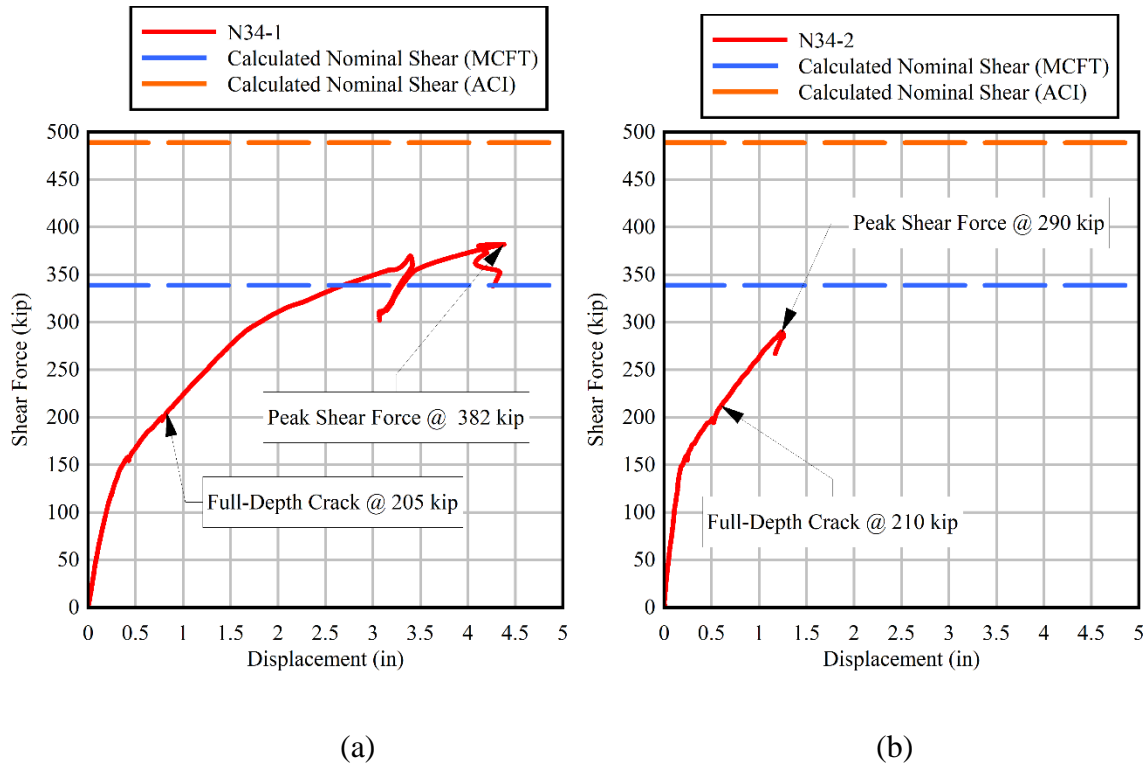 N34-1
Calculated Nominal Shear (MCFT)
Calculated Nominal Shear (ACI)
500
450
400
350
300
250
200
150
100
50
0
Shear Force (kip)
Peak Shear Force @ 382 kip
Full-Depth Crack @ 205 kip
0 0.5 1 1.5 2 2.5 3 3.5 4 4.5 5
Displacement (in)
(a)
N34-2
Calculated Nominal Shear (MCFT)
Calculated Nominal Shear (ACI)
500
450
400
350
300
250
200
150
100
50
0
Shear Force (kip)
Peak Shear Force @ 290 kip
Full-Depth Crack @ 210 kip
0 0.5 1 1.5 2 2.5 3 3.5 4 4.5 5
Displacement (in)
(b)